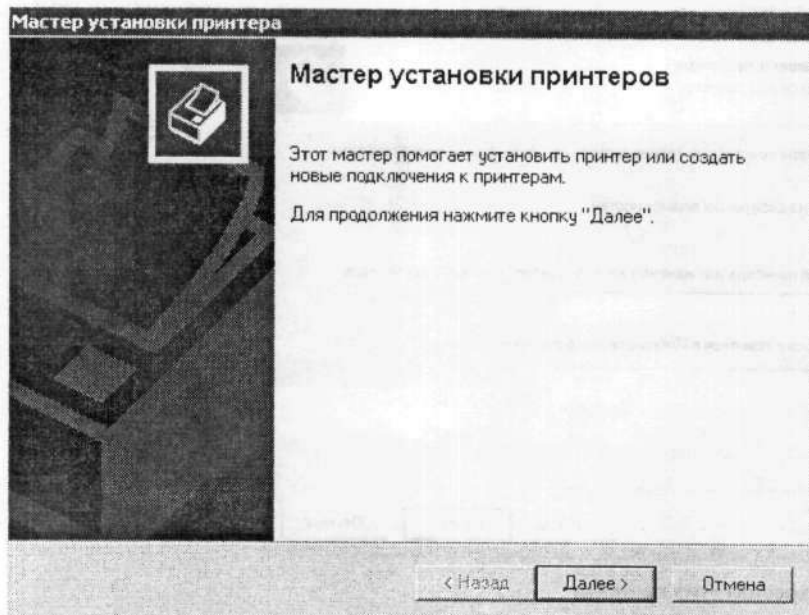 Мастер установки принтера
Мастер установки принтеров
Этот мастер помогает установить принтер или создать
новые подключения к принтерам.
Для продолжения нажмите кнопку "Далее".
< Назад
Далее >
Отмена